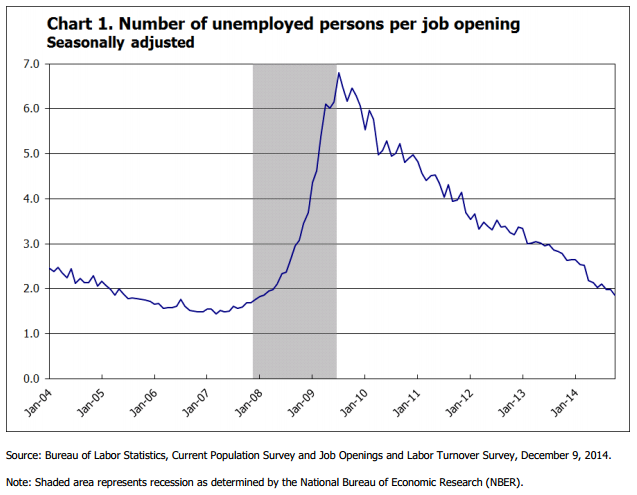 Chart 1. Number of unemployed persons per job opening
Seasonally adjusted
7.0
6.0
5.0
4.0
3.0
2.0
1.0
0.0
Jan-04
Jan-05
Jan-06
Jan-07
Jan-08
Jan-09
Jan-10
Jan-11
Jan-12
Jan-13
Jan-14
Source: Bureau of Labor Statistics, Current Population Survey and Job Openings and Labor Turnover Survey, December 9, 2014.
Note: Shaded area represents recession as determined by the National Bureau of Economic Research (NBER).